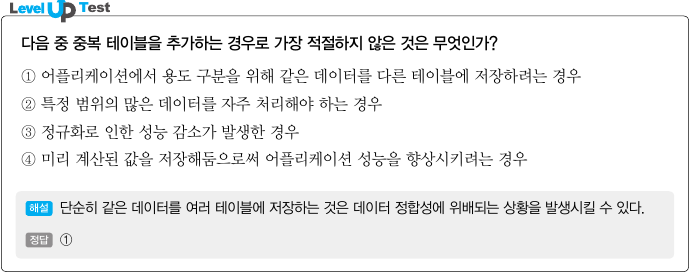 Level Up Test
다음 중 중복 테이블을 추가하는 경우로 가장 적절하지 않은 것은 무엇인가?
① 어플리케이션에서 용도 구분을 위해 같은 데이터를 다른 테이블에 저장하려는 경우
② 특정 범위의 많은 데이터를 자주 처리해야 하는 경우
③ 정규화로 인한 성능 감소가 발생한 경우
④ 미리 계산된 값을 저장해둠으로써 어플리케이션 성능을 향상시키려는 경우
해설 단순히 같은 데이터를 여러 테이블에 저장하는 것은 데이터 정합성에 위배되는 상황을 발생시킬 수 있다.
정답 ①